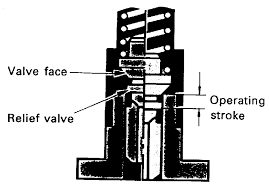 Valve face
Relief valve
Operating
stroke